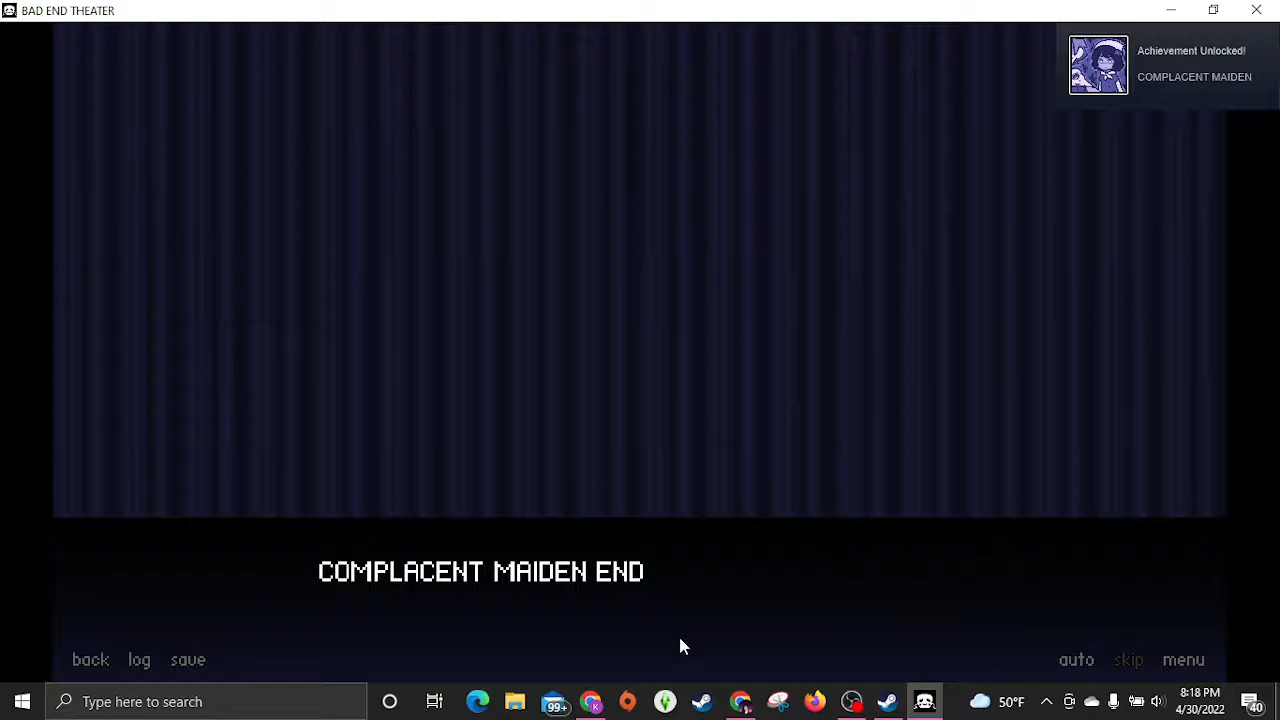 BAD END THEATER
Achievement Unlocked!
COMPLACENT MAIDEN
COMPLACENT MAIDEN END
back log save auto skip menu
Type here to search
99+
K
50°F
8:18 PM
4/30/2022
40